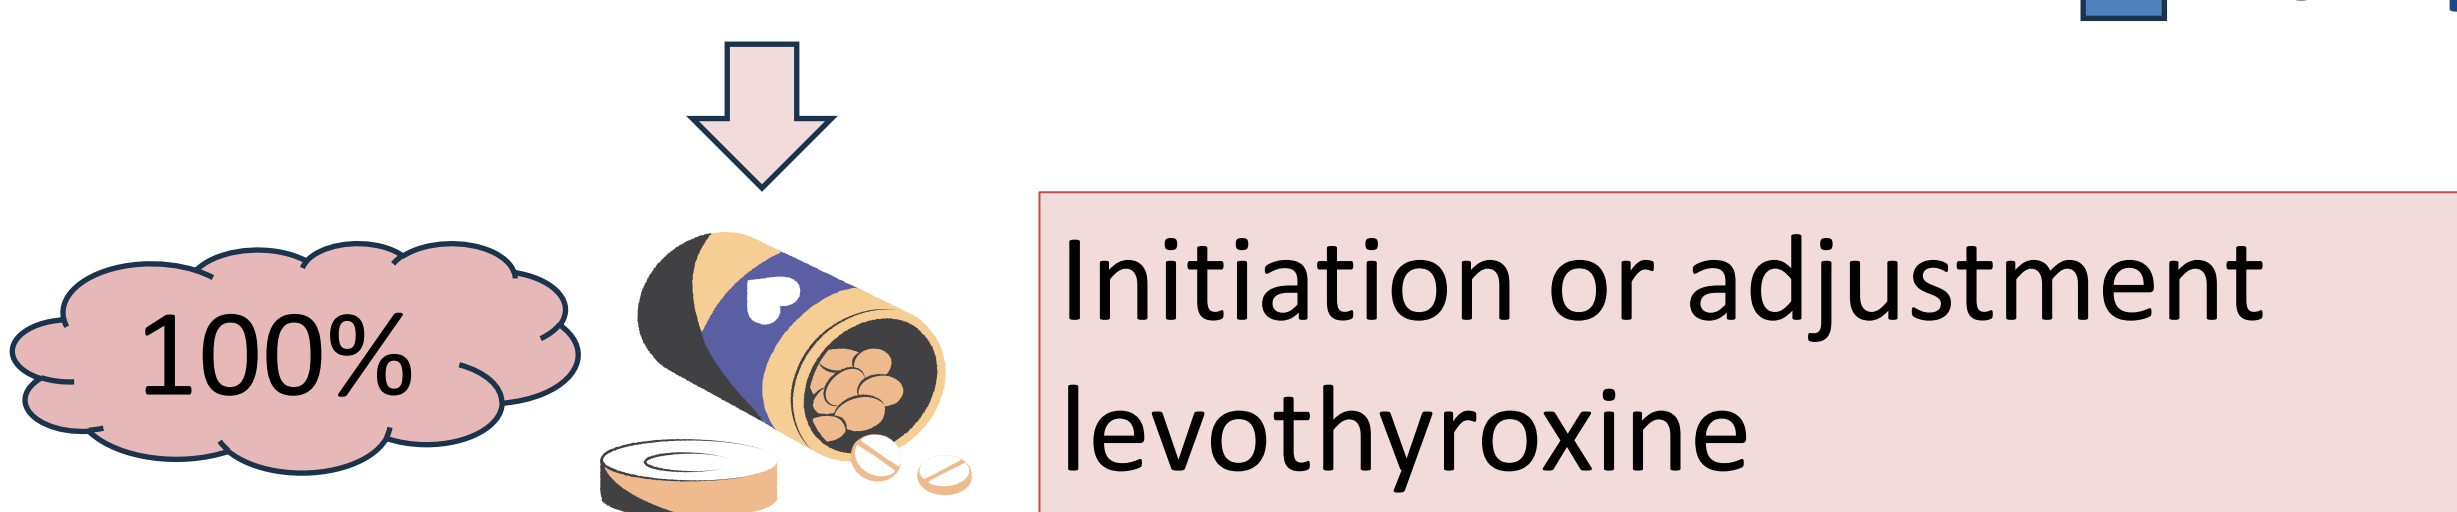 100%
Initiation or adjustment
levothyroxine